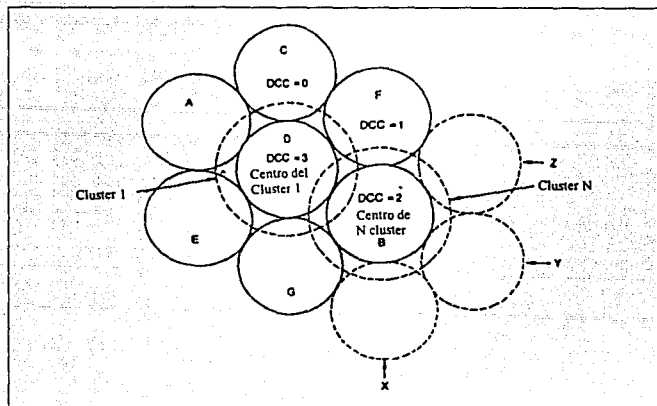 C
DCC = 0
A
F
DCC = 1
D
DCC = 3
Centro del
Cluster 1
Z
Cluster 1
Cluster N
DCC = 2
Centro de
N cluster
B
E
G
Y
X